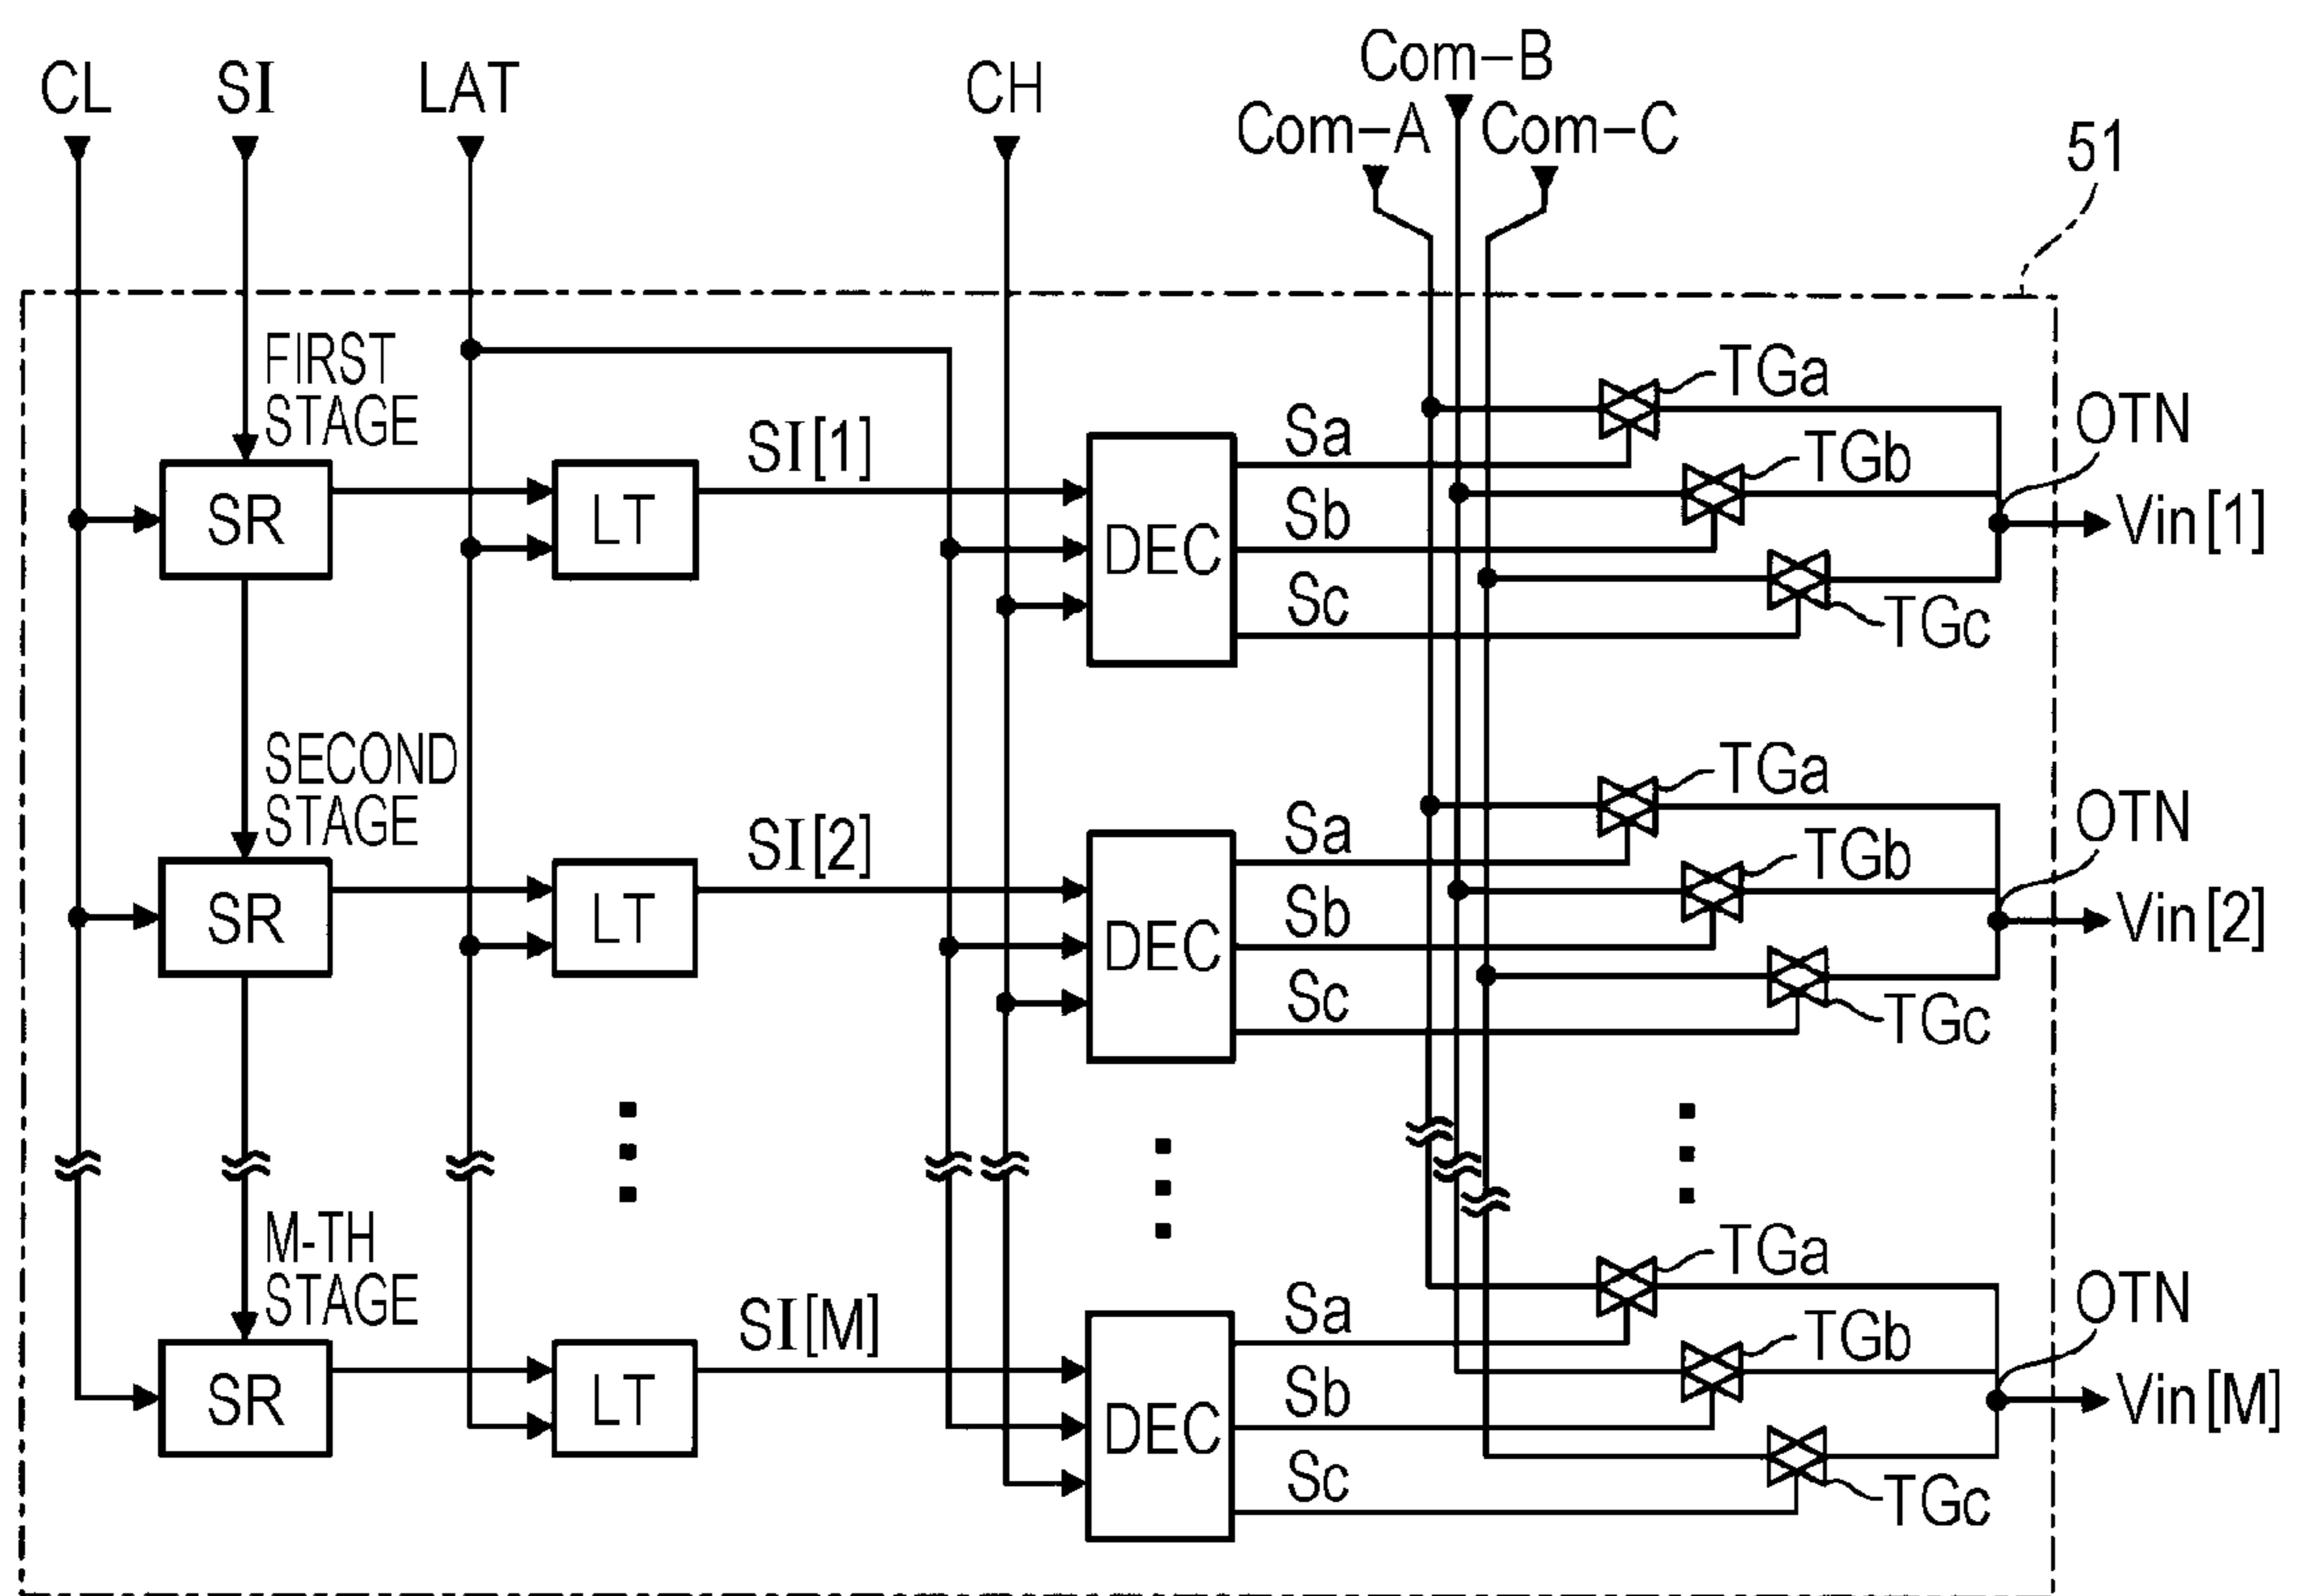 Com-B
CL SI LAT CH Com-A Com-C
51
FIRST
STAGE
TGa
OTN
SI[1] Sa
TGb
SR LT DEC Sb Vin[1]
Sc TGc
SECOND
STAGE
TGa
OTN
SI[2] Sa
TGb
SR LT DEC Sb Vin[2]
Sc TGc
M-TH
STAGE
TGa
OTN
SI[M] Sa
TGb
SR LT DEC Sb Vin[M]
Sc TGc